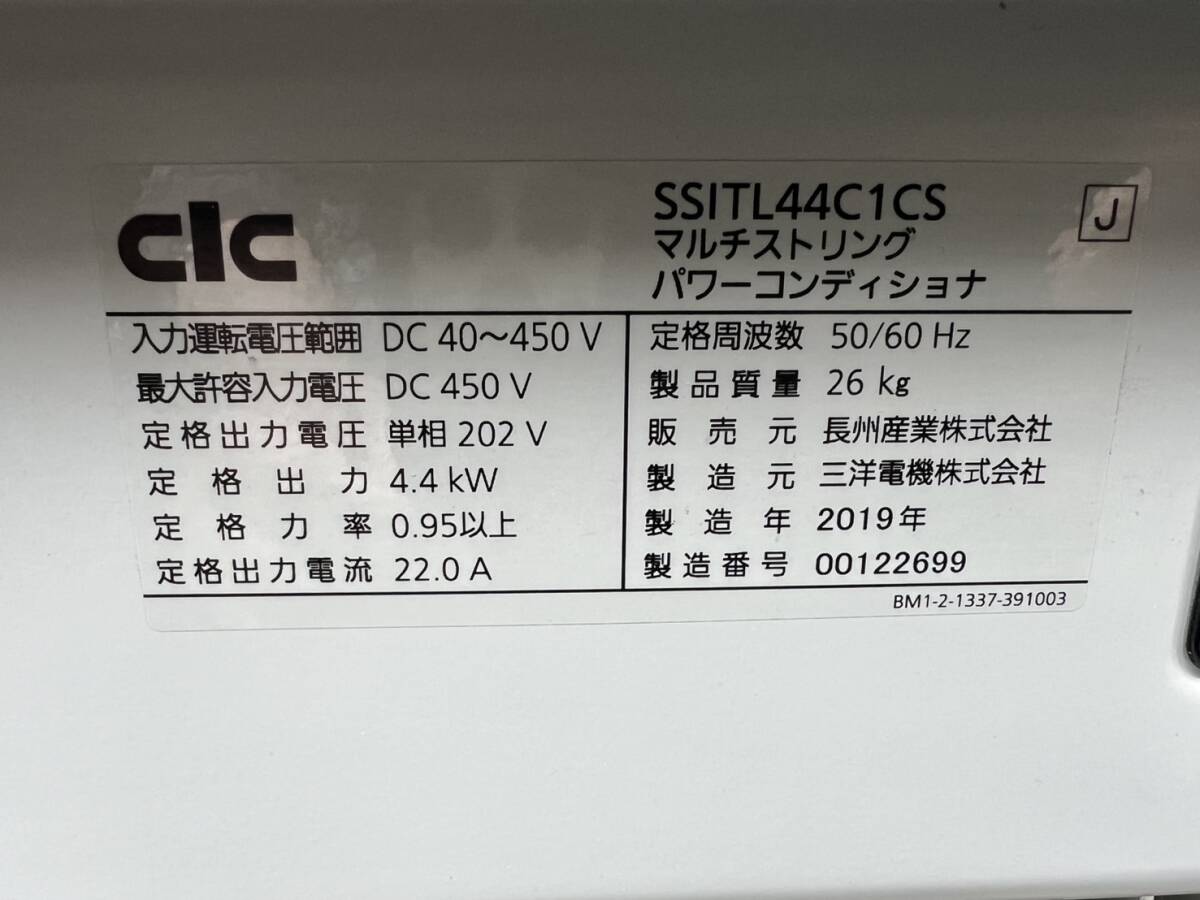 CIC
SSITL44C1CS
マルチストリング
パワーコンディショナ
J
入力運転電圧範囲 DC 40～450 V
最大許容入力電圧 DC 450 V
定格出力電圧 単相 202 V
定格出力 4.4 kW
定格力率 0.95以上
定格出力電流 22.0 A
定格周波数 50/60 Hz
製品質量 26 kg
販売元 長州産業株式会社
製造元 三洋電機株式会社
製造年 2019年
製造番号 00122699
BM1-2-1337-391003